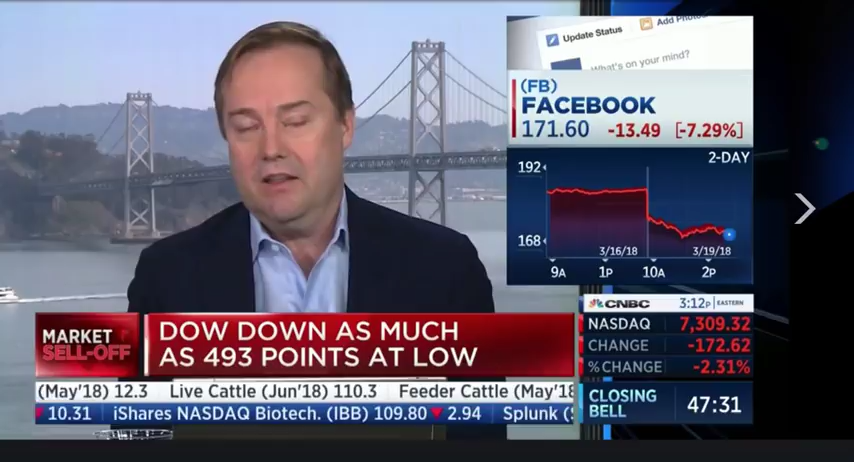 Update Status
Add Photos
What's on your mind?
(FB)
FACEBOOK
171.60 -13.49 [-7.29%]
2-DAY
192
168
3/16/18 3/19/18
9A 1P 10A 2P
CNBC 3:12P EASTERN
NASDAQ 7,309.32
CHANGE -172.62
% CHANGE -2.31%
CLOSING BELL 47:31
MARKET SELL-OFF
DOW DOWN AS MUCH
AS 493 POINTS AT LOW
(May'18) 12.3 Live Cattle (Jun'18) 110.3 Feeder Cattle (May'18
▼ 10.31 iShares NASDAQ Biotech. (IBB) 109.80 ▼ 2.94 Splunk (S